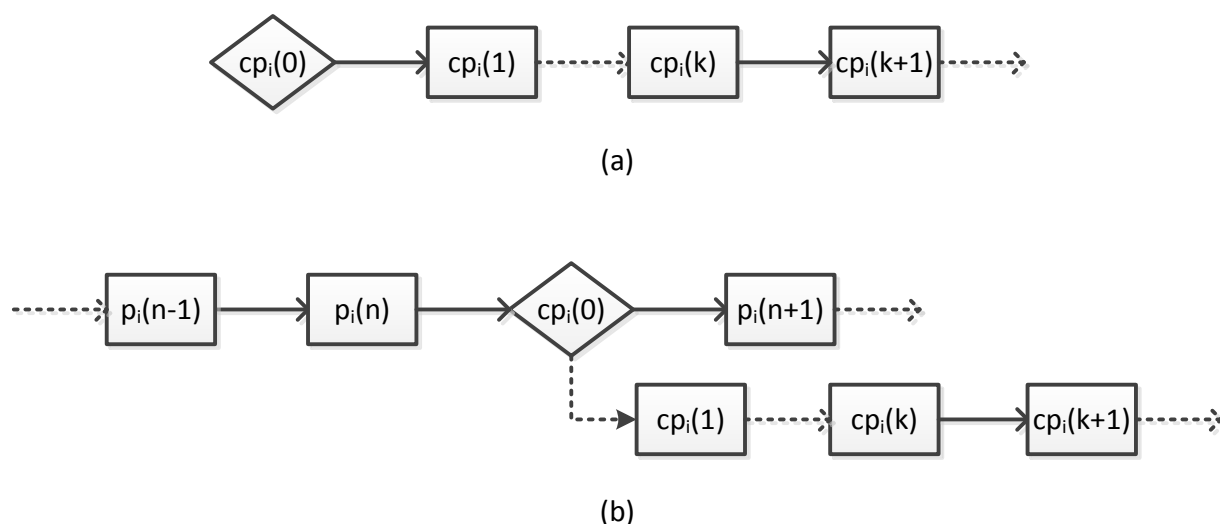 cpᵢ(0) cpᵢ(1) cpᵢ(k) cpᵢ(k+1)
(a)
pᵢ(n-1) pᵢ(n) cpᵢ(0) pᵢ(n+1)
cpᵢ(1) cpᵢ(k) cpᵢ(k+1)
(b)